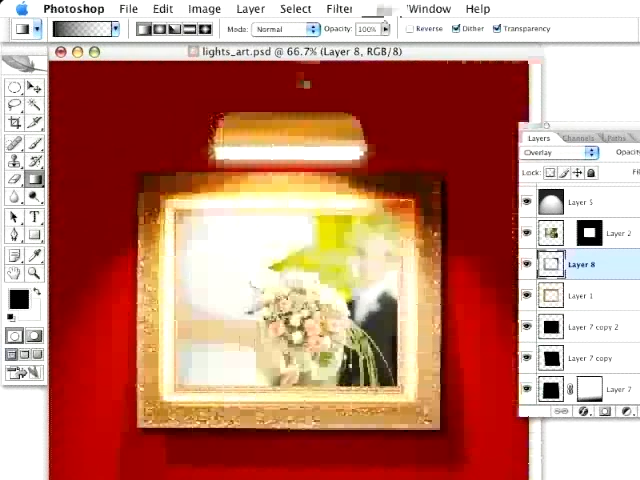 Photoshop File Edit Image Layer Select Filter Window Help
Mode: Normal Opacity: 100% Reverse Dither Transparency
lights_art.psd @ 66.7% (Layer 8, RGB/8)
Layers Channels Paths
Overlay
Lock:
Layer 5
Layer 2
Layer 8
Layer 1
Layer 7 copy 2
Layer 7 copy
Layer 7